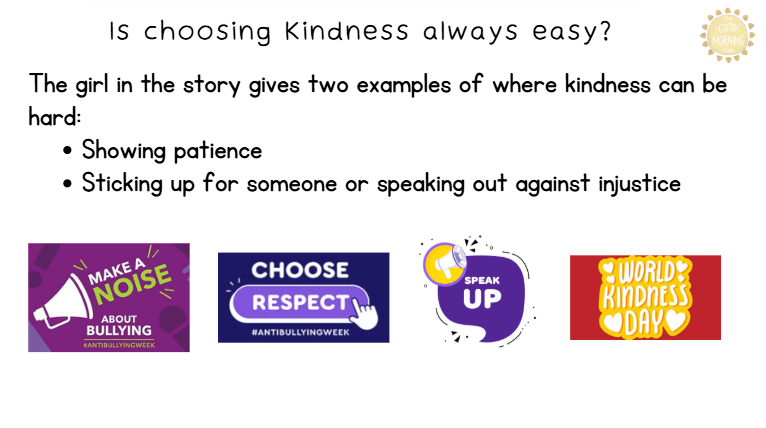 Is choosing Kindness always easy?
GOOD
MORNING
The girl in the story gives two examples of where kindness can be
hard:
• Showing patience
• Sticking up for someone or speaking out against injustice
MAKE A
NOISE
ABOUT
BULLYING
#ANTIBULLYINGWEEK
CHOOSE
RESPECT
#ANTIBULLYINGWEEK
SPEAK
UP
WORLD
KINDNESS
DAY